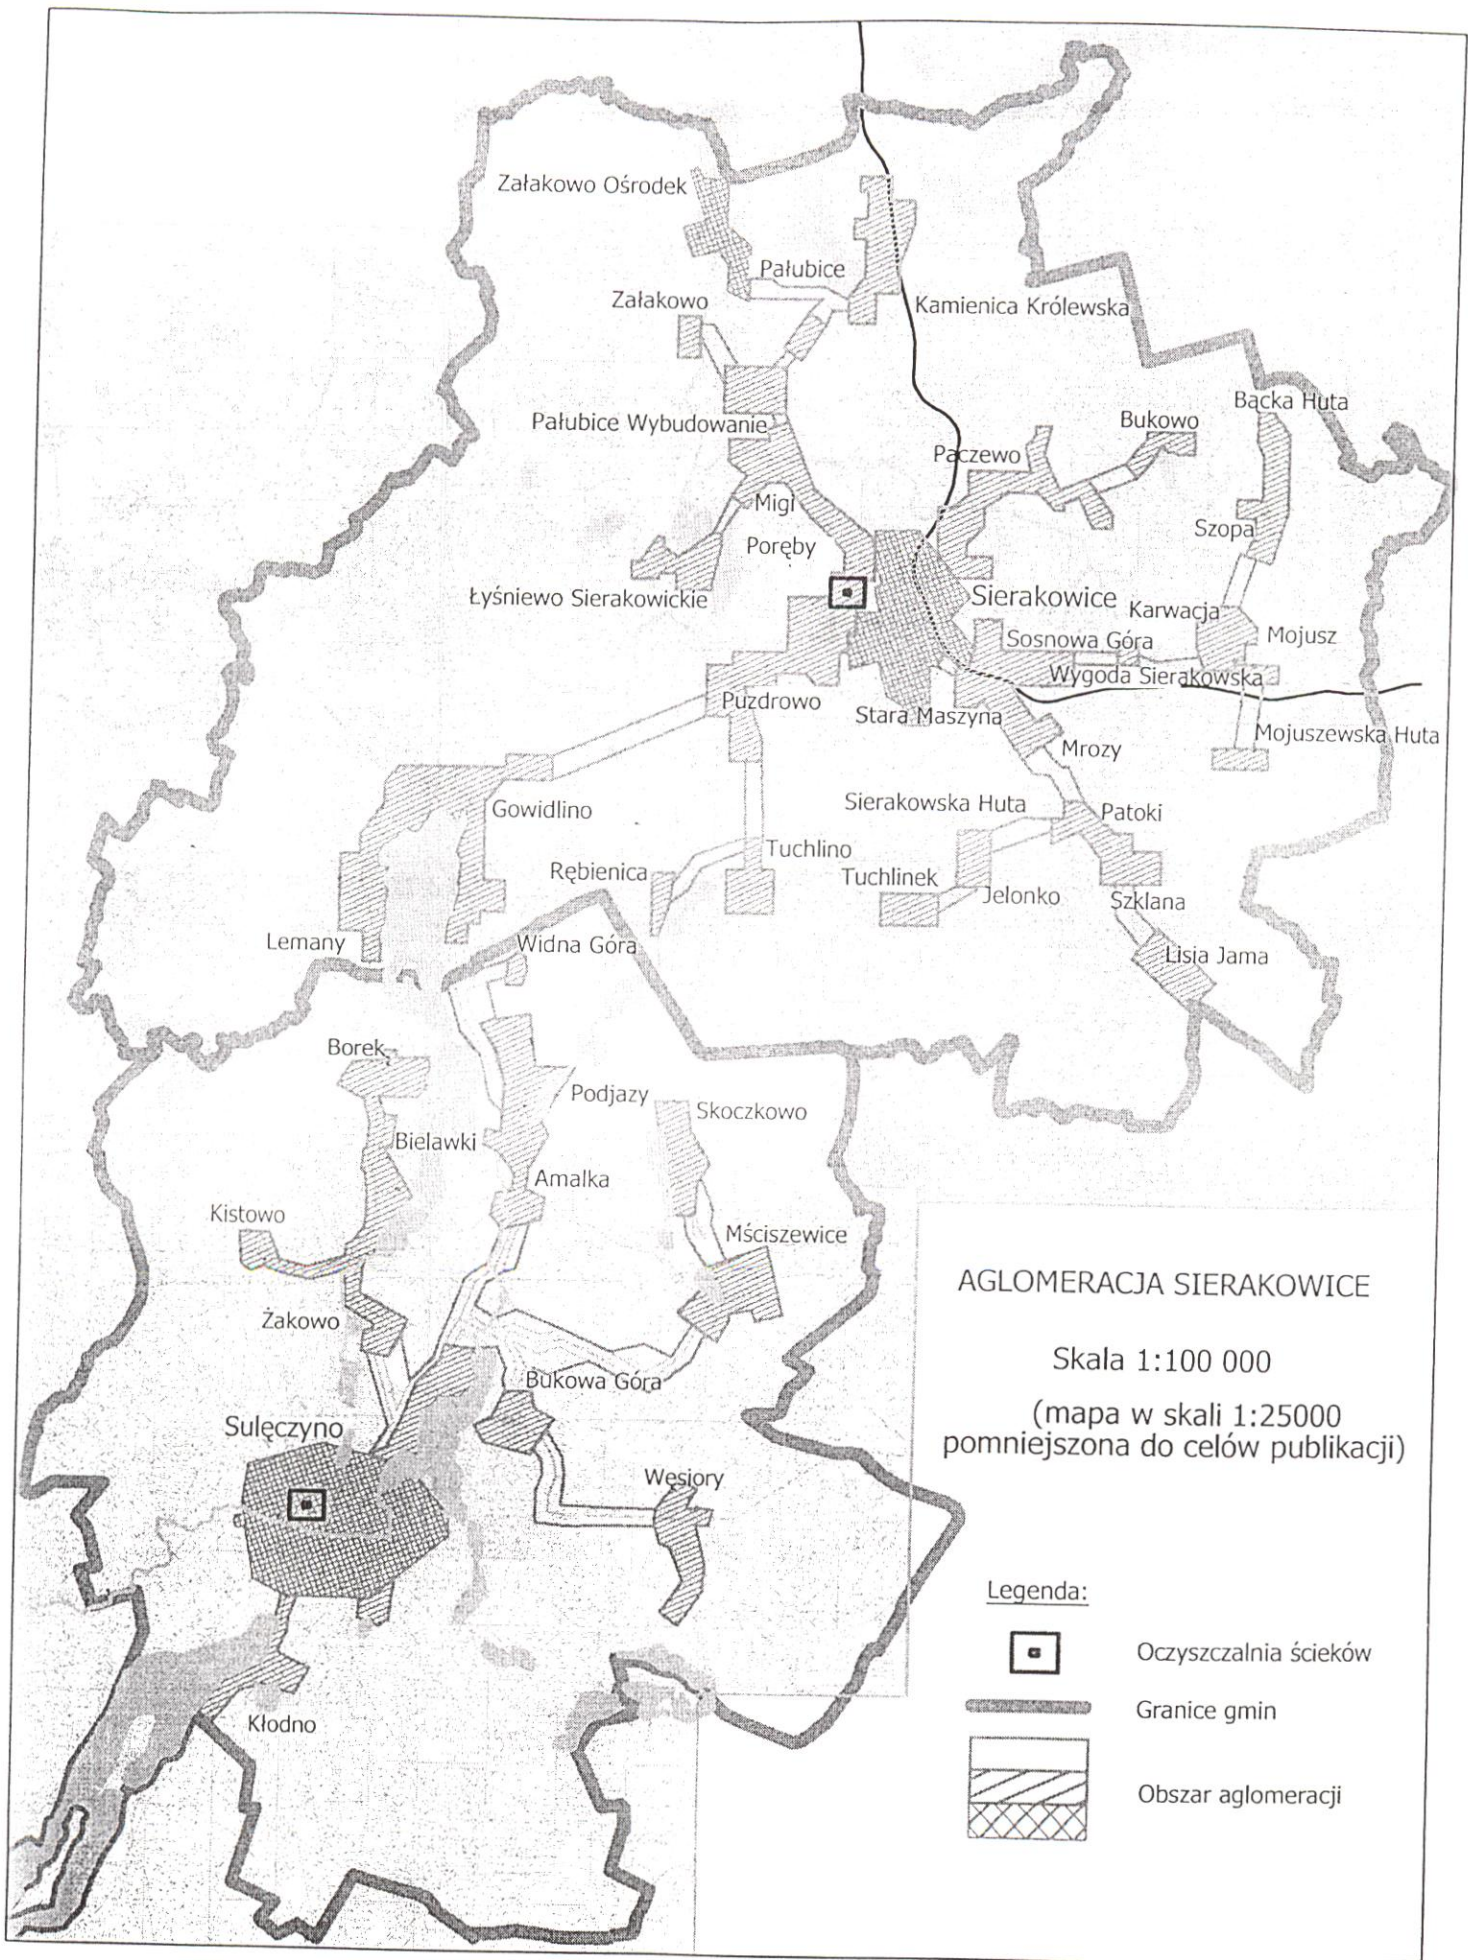 Załakowo Ośrodek
Pałubice
Załakowo
Kamienica Królewska
Bącka Huta
Pałubice Wybudowanie
Bukowo
Paczewo
Migi
Szopa
Poręby
Łyśniewo Sierakowickie
Sierakowice
Karwacja
Sosnowa Góra
Mojusz
Wygoda Sierakowska
Puzdrowo
Stara Maszyna
Mojuszewska Huta
Mrozy
Gowidlino
Sierakowska Huta
Patoki
Tuchlino
Rębienica
Tuchlinek
Jelonko
Szklana
Lemany
Widna Góra
Lisia Jama
Borek
Podjazy
Skoczkowo
Bielawki
Amalka
Kistowo
Mściszewice
Żakowo
Bukowa Góra
Sulęczyno
Węsiory
Kłodno
AGLOMERACJA SIERAKOWICE
Skala 1:100 000
(mapa w skali 1:25000
pomniejszona do celów publikacji)
Legenda:
Oczyszczalnia ścieków
Granice gmin
Obszar aglomeracji